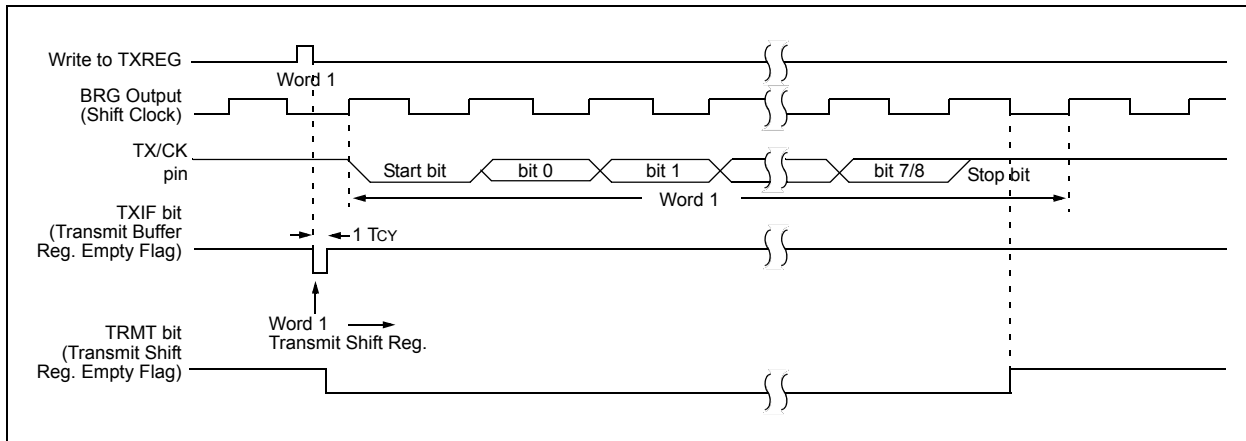 Write to TXREG
Word 1
BRG Output
(Shift Clock)
TX/CK
pin
Start bit
bit 0
bit 1
bit 7/8
Stop bit
Word 1
TXIF bit
(Transmit Buffer
Reg. Empty Flag)
1 TCY
Word 1
Transmit Shift Reg.
TRMT bit
(Transmit Shift
Reg. Empty Flag)